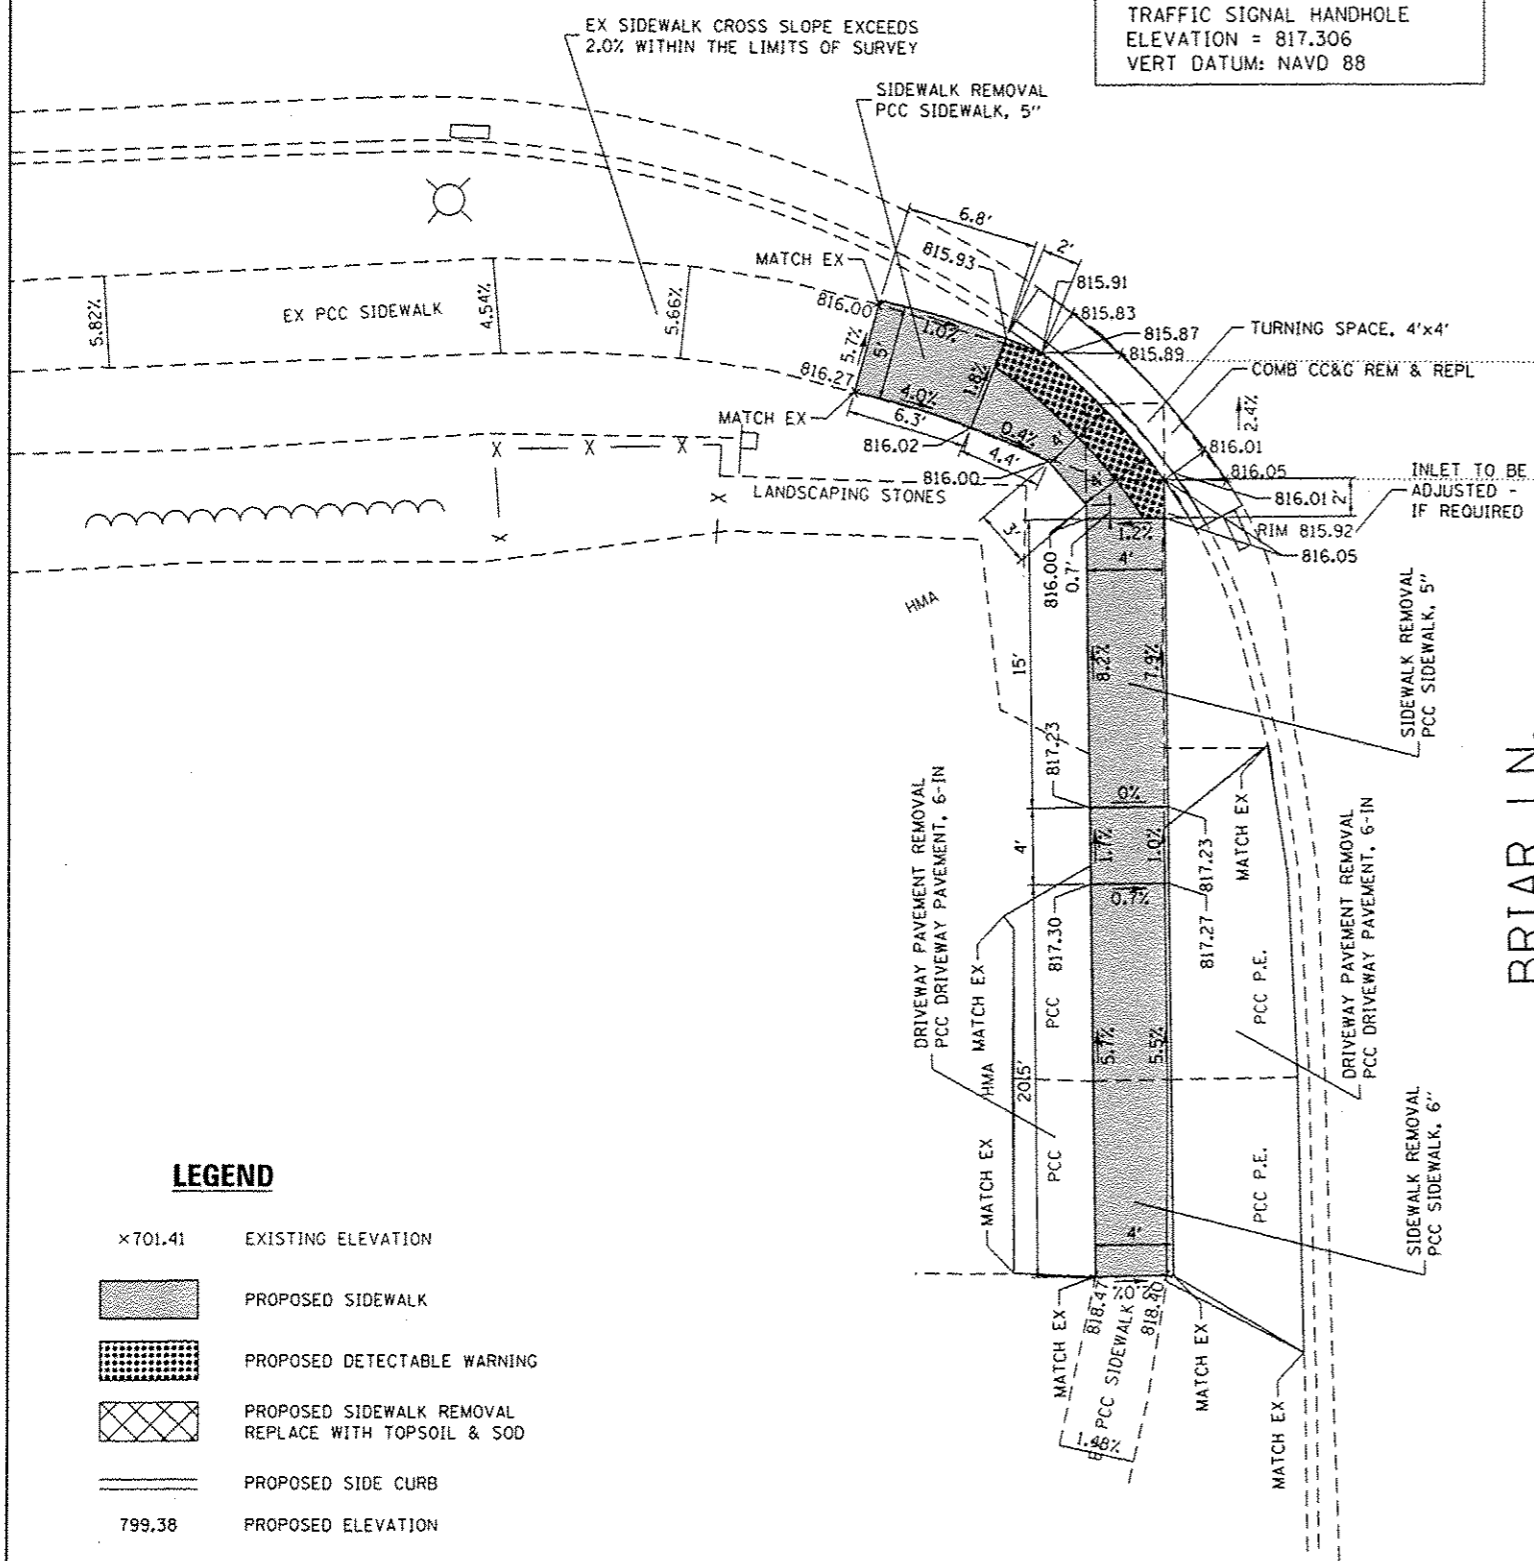 TRAFFIC SIGNAL HANDHOLE
ELEVATION = 817.306
VERT DATUM: NAVD 88
EX SIDEWALK CROSS SLOPE EXCEEDS
2.0% WITHIN THE LIMITS OF SURVEY
SIDEWALK REMOVAL
PCC SIDEWALK, 5"
6.8'
2'
815.93
MATCH EX
815.91
815.83
815.87
815.89
816.00
TURNING SPACE, 4'x4'
COMB CC&G REM & REPL
5.82%
EX PCC SIDEWALK
4.54%
5.66%
1.0%
5.7%
5'
1.8%
816.27
4.0%
6.3'
MATCH EX
816.02
0.4%
4'
4.4'
816.00
2.4%
816.01
816.05
INLET TO BE
ADJUSTED -
IF REQUIRED
816.01
2'
RIM 815.92
816.05
LANDSCAPING STONES
X
X
X
X
X
3'
1.2%
4'
816.00
0.7'
HMA
15'
8.2%
7.9%
SIDEWALK REMOVAL
PCC SIDEWALK, 5"
817.23
0%
4'
1.7%
1.0%
817.23
MATCH EX
0.7%
817.30
817.27
DRIVEWAY PAVEMENT REMOVAL
PCC DRIVEWAY PAVEMENT, 6-IN
MATCH EX
HMA
PCC
20.5'
5.7%
5.5%
PCC P.E.
DRIVEWAY PAVEMENT REMOVAL
PCC DRIVEWAY PAVEMENT, 6-IN
BRIAR LN.
MATCH EX
PCC
PCC P.E.
SIDEWALK REMOVAL
PCC SIDEWALK, 6"
4'
MATCH EX
818.47
818.40
PCC SIDEWALK
1.48%
MATCH EX
MATCH EX
LEGEND
×701.41 EXISTING ELEVATION
PROPOSED SIDEWALK
PROPOSED DETECTABLE WARNING
PROPOSED SIDEWALK REMOVAL
REPLACE WITH TOPSOIL & SOD
PROPOSED SIDE CURB
799.38 PROPOSED ELEVATION